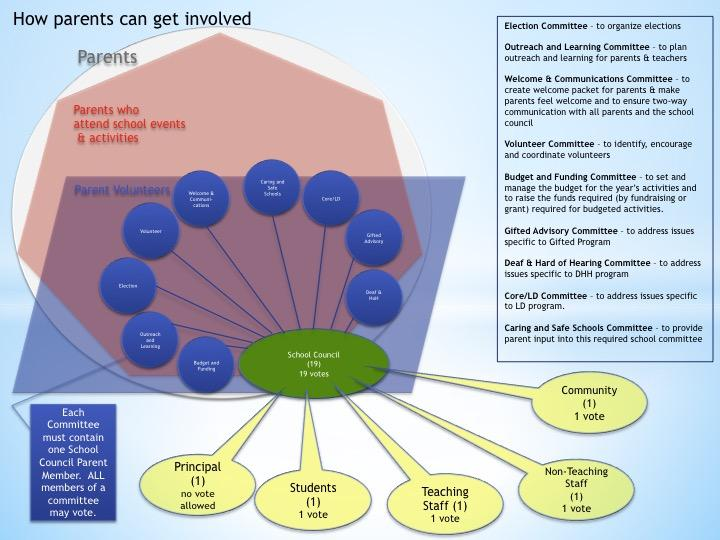 How parents can get involved
Parents
Parents who
attend school events
& activities
Parent Volunteers
Welcome &
Communi-
cations
Caring and
Safe
Schools
Core/LD
Volunteer
Gifted
Advisory
Election
Deaf &
HoH
Outreach
and
Learning
Budget and
Funding
School Council
(19)
19 votes
Each
Committee
must contain
one School
Council Parent
Member. ALL
members of a
committee
may vote.
Principal
(1)
no vote
allowed
Students
(1)
1 vote
Teaching
Staff (1)
1 vote
Non-Teaching
Staff
(1)
1 vote
Community
(1)
1 vote
Election Committee - to organize elections
Outreach and Learning Committee - to plan
outreach and learning for parents & teachers
Welcome & Communications Committee - to
create welcome packet for parents & make
parents feel welcome and to ensure two-way
communication with all parents and the school
council
Volunteer Committee - to identify, encourage
and coordinate volunteers
Budget and Funding Committee - to set and
manage the budget for the year's activities and
to raise the funds required (by fundraising or
grant) required for budgeted activities.
Gifted Advisory Committee - to address issues
specific to Gifted Program
Deaf & Hard of Hearing Committee - to address
issues specific to DHH program
Core/LD Committee - to address issues specific
to LD program.
Caring and Safe Schools Committee - to provide
parent input into this required school committee